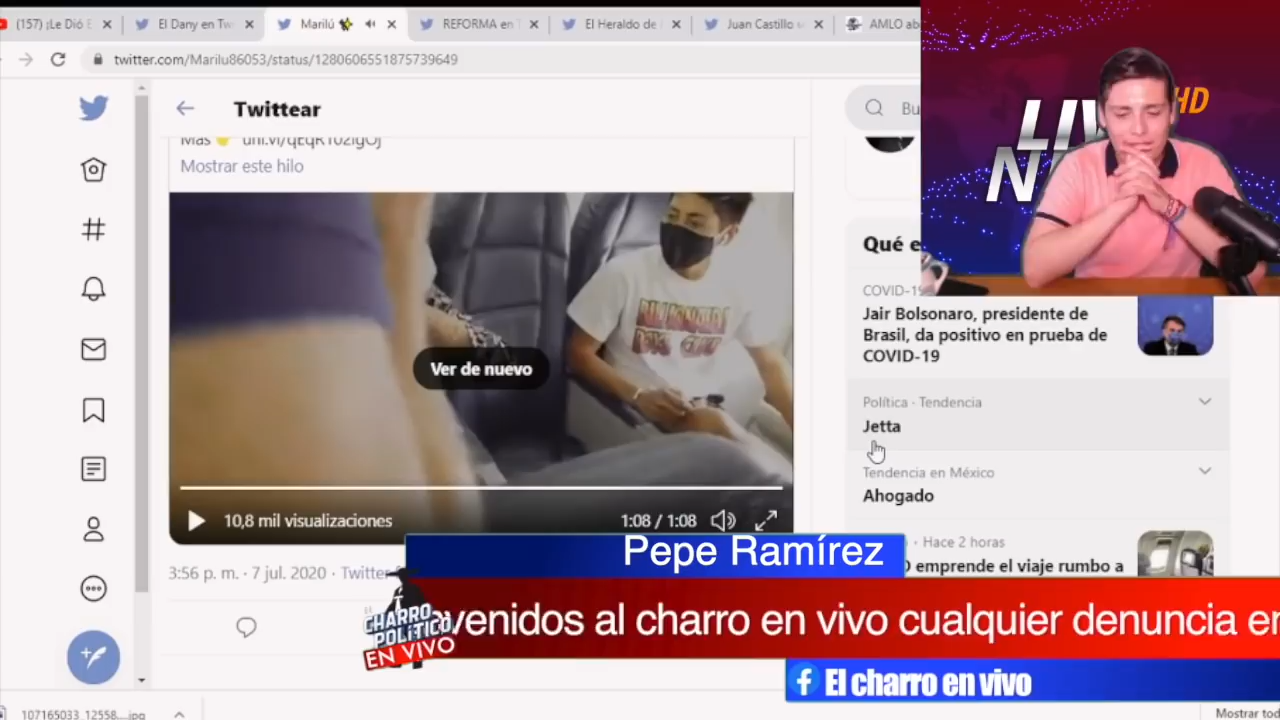 (157) ¡Le Dió E
El Dany en Tw
Marilú
REFORMA en
El Heraldo de
Juan Castillo
AMLO ab
twitter.com/Marilu86053/status/1280606551875739649
Twittear
Bu
HD
Mostrar este hilo
Qué e
COVID-19
Jair Bolsonaro, presidente de
Brasil, da positivo en prueba de
COVID-19
Política · Tendencia
Jetta
Tendencia en México
Ahogado
· Hace 2 horas
emprende el viaje rumbo a
Ver de nuevo
10,8 mil visualizaciones
1:08 / 1:08
3:56 p. m. · 7 jul. 2020 · Twitter
Pepe Ramírez
CHARRO
POLÍTICO
EN VIVO
venidos al charro en vivo cualquier denuncia en
El charro en vivo
107165033_12558....jpg
Mostrar tod